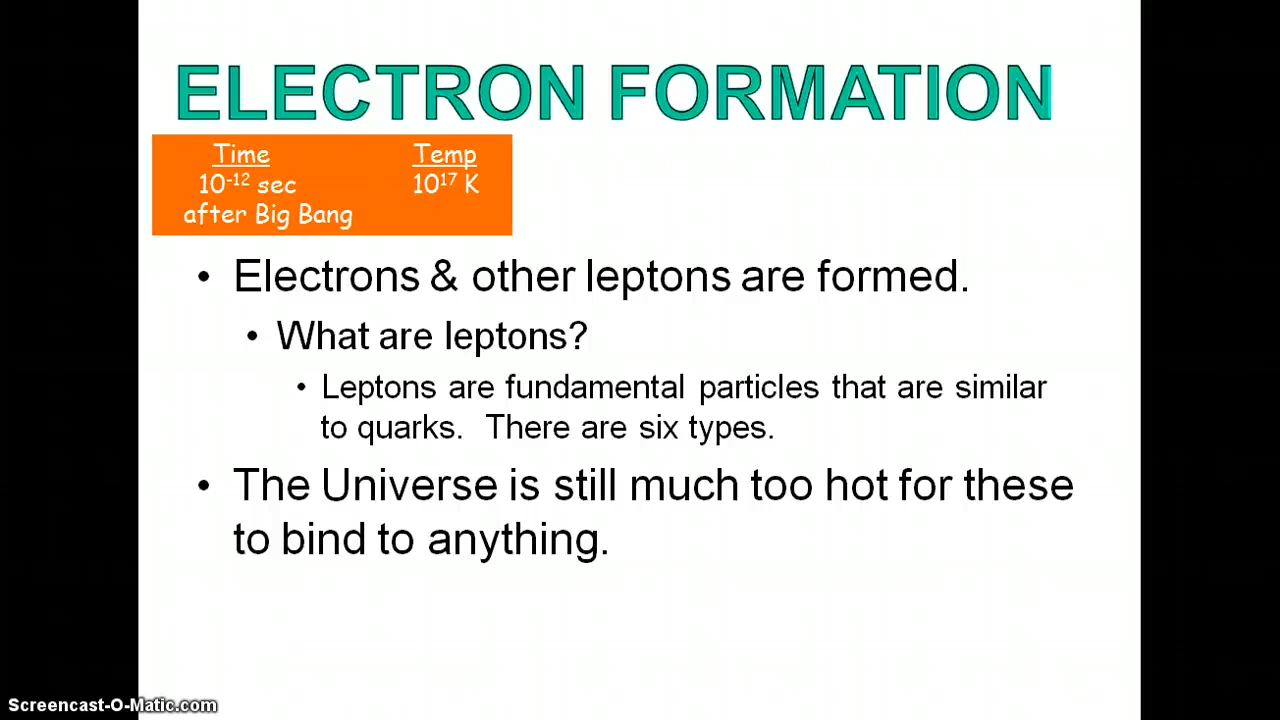 ELECTRON FORMATION
Time Temp
10⁻¹² sec 10¹⁷ K
after Big Bang
• Electrons & other leptons are formed.
• What are leptons?
• Leptons are fundamental particles that are similar
to quarks. There are six types.
• The Universe is still much too hot for these
to bind to anything.
Screencast-O-Matic.com